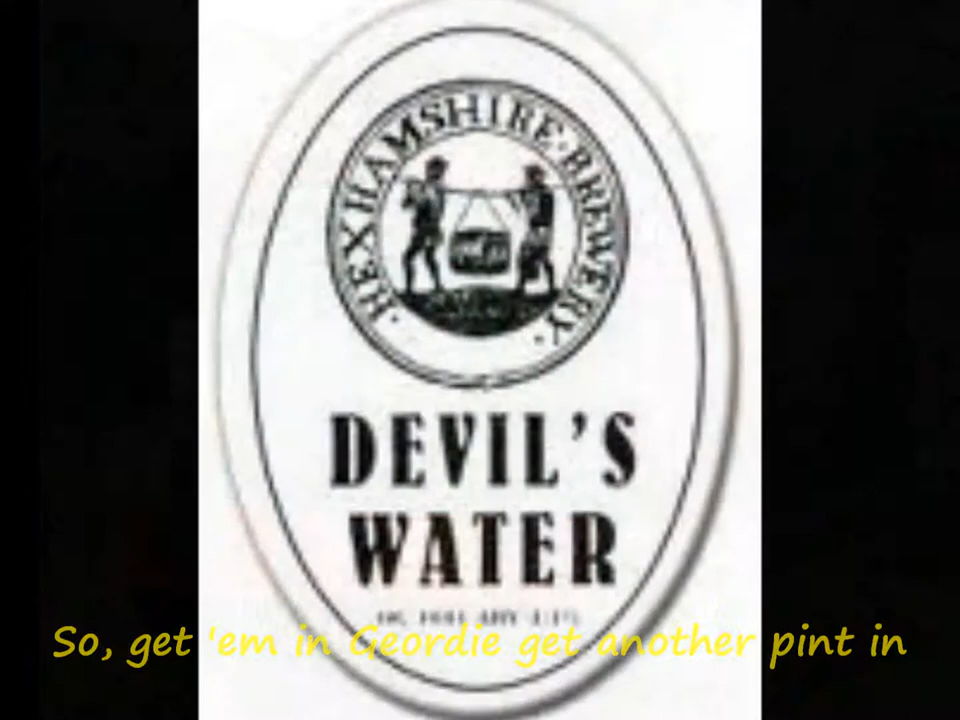 · HEXHAMSHIRE · BREWERY ·
DEVIL'S
WATER
So, get 'em in Geordie get another pint in